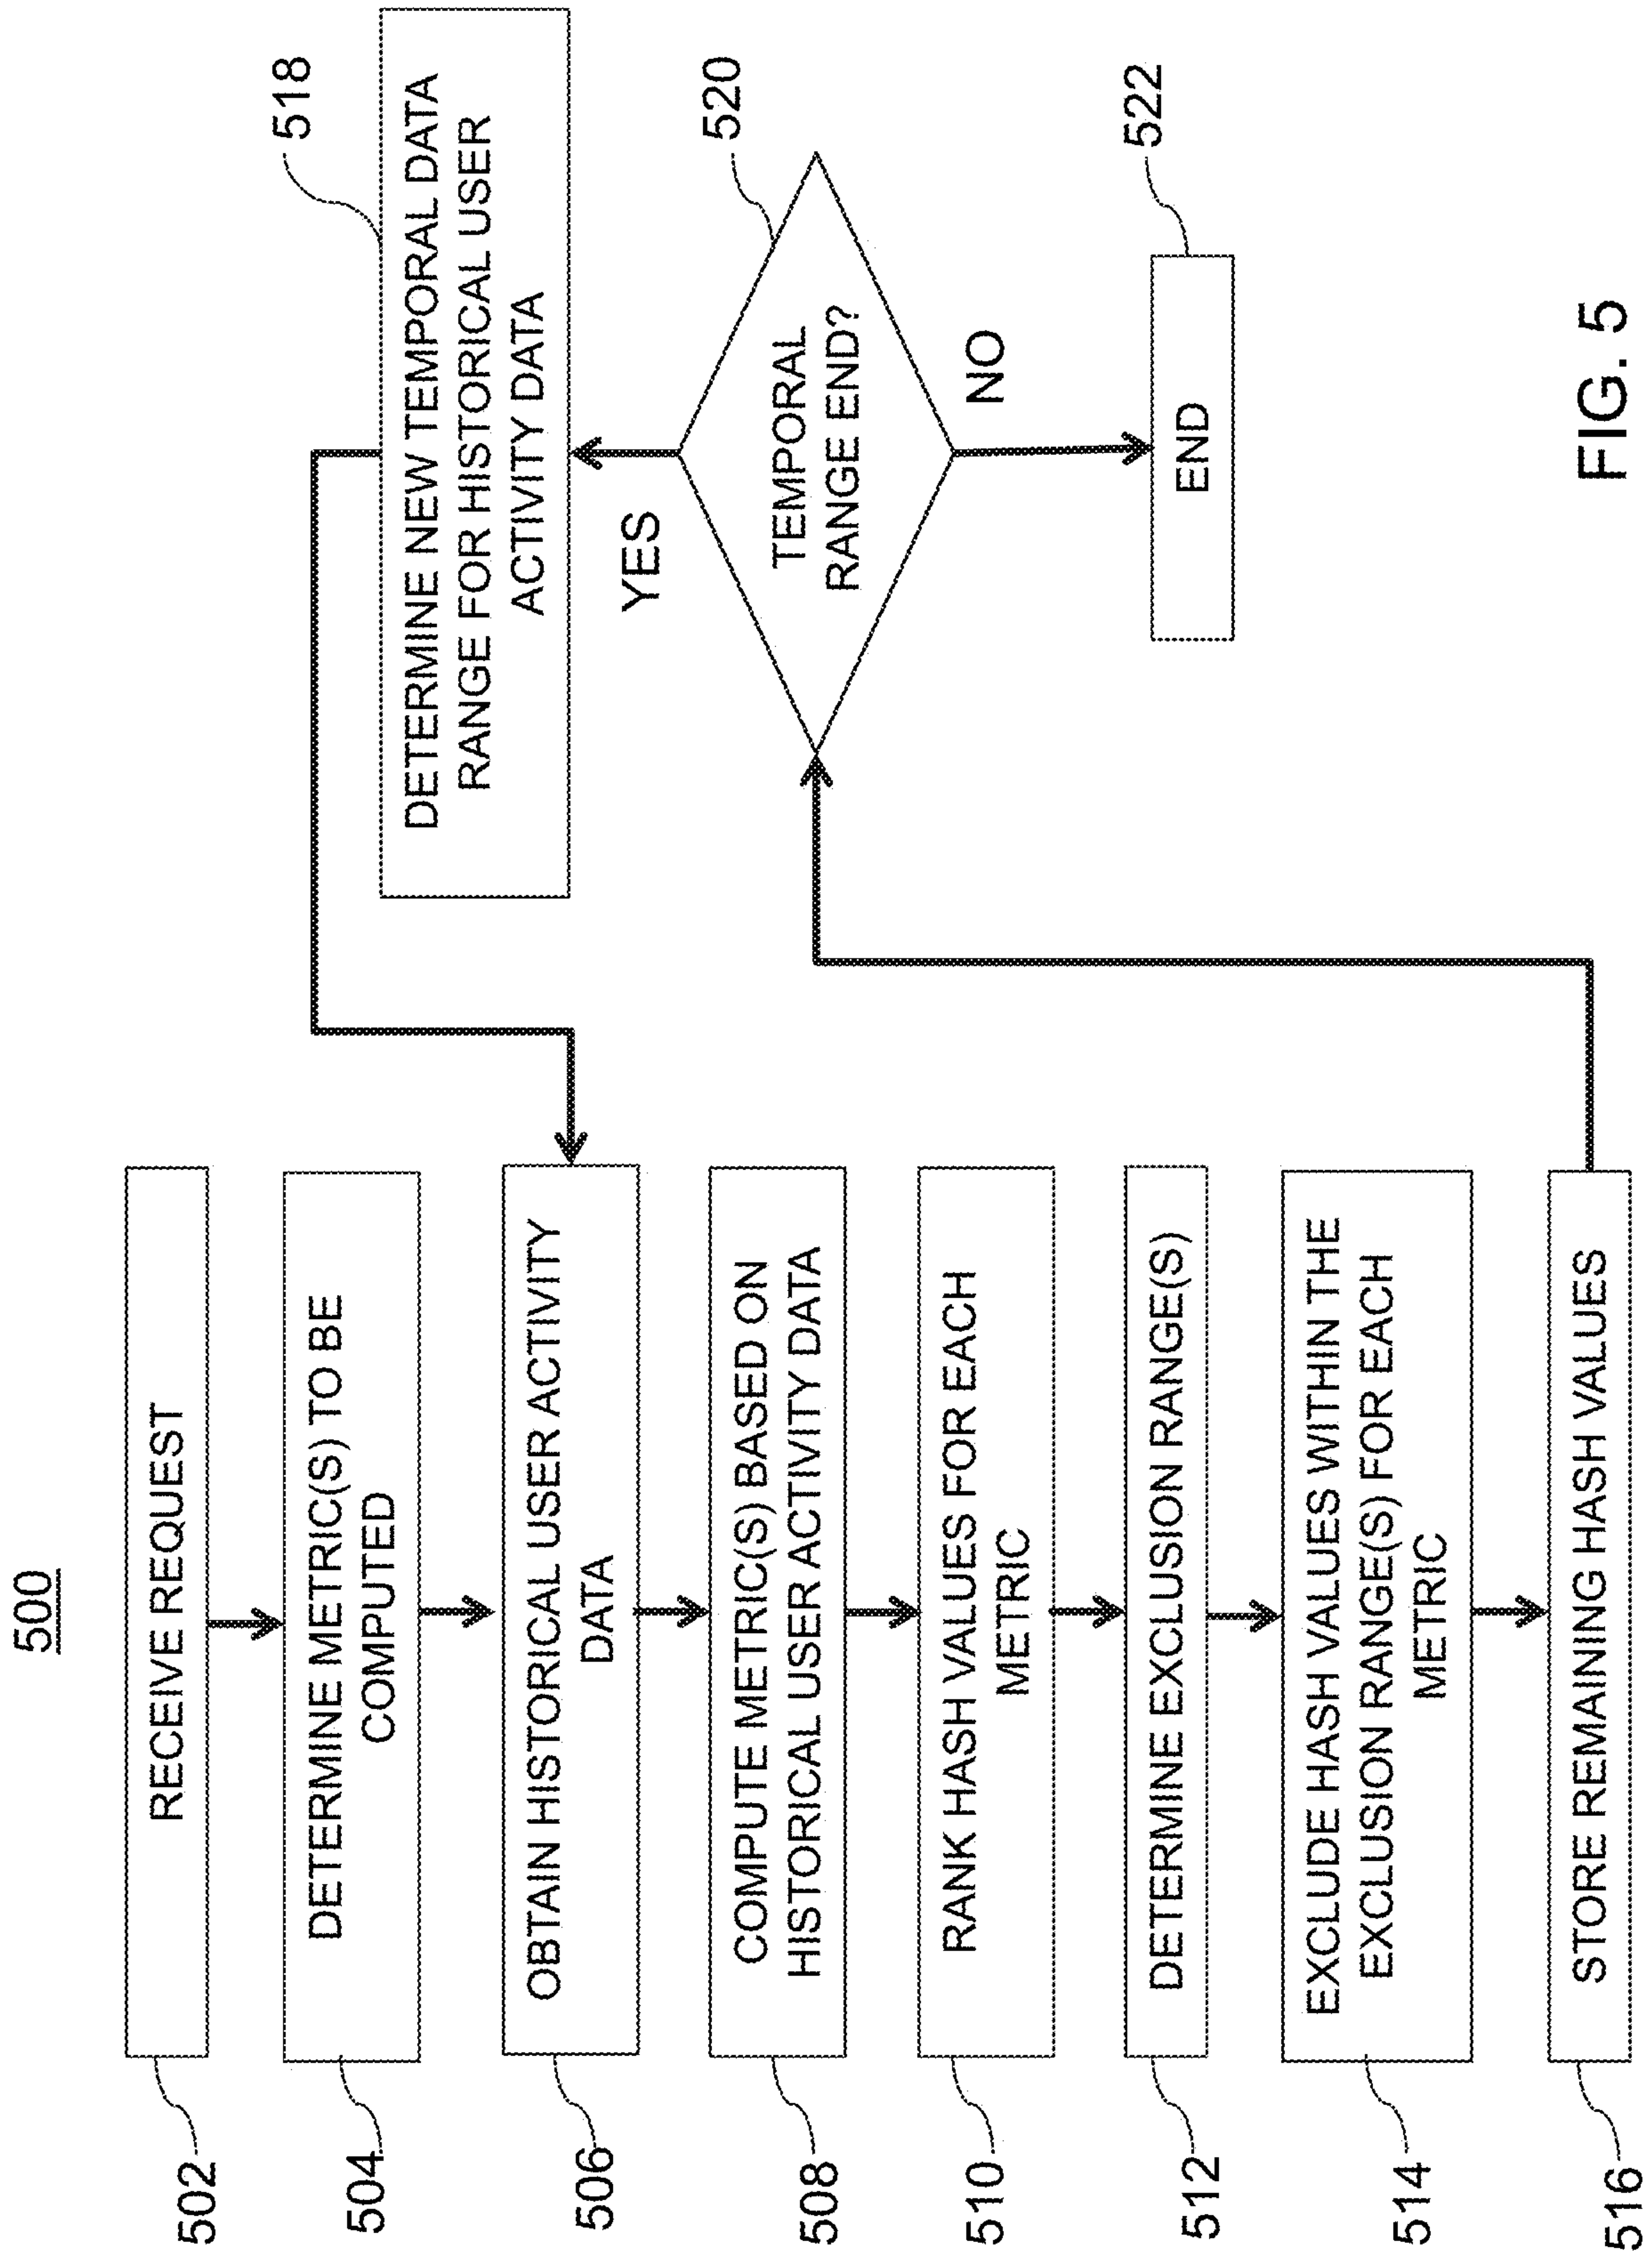 500
502
RECEIVE REQUEST
504
DETERMINE METRIC(S) TO BE
COMPUTED
506
OBTAIN HISTORICAL USER ACTIVITY
DATA
508
COMPUTE METRIC(S) BASED ON
HISTORICAL USER ACTIVITY DATA
510
RANK HASH VALUES FOR EACH
METRIC
512
DETERMINE EXCLUSION RANGE(S)
514
EXCLUDE HASH VALUES WITHIN THE
EXCLUSION RANGE(S) FOR EACH
METRIC
516
STORE REMAINING HASH VALUES
518
DETERMINE NEW TEMPORAL DATA
RANGE FOR HISTORICAL USER
ACTIVITY DATA
YES
520
TEMPORAL
RANGE END?
NO
522
END
FIG. 5